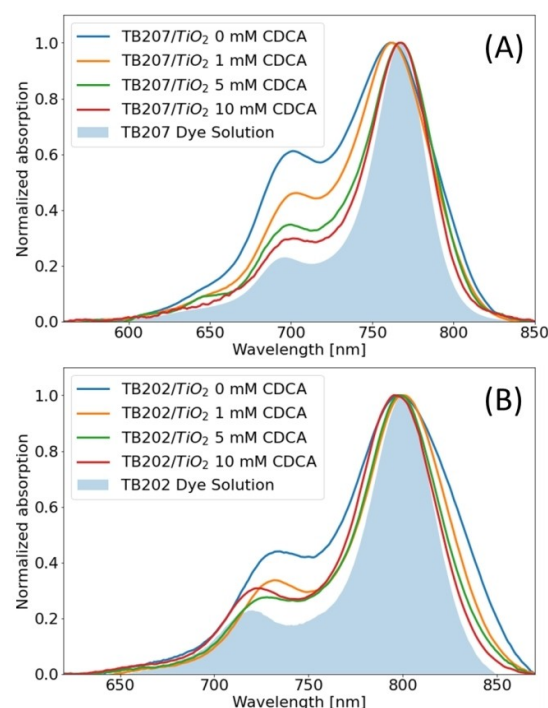 (A)
TB207/TiO2 0 mM CDCA
TB207/TiO2 1 mM CDCA
TB207/TiO2 5 mM CDCA
TB207/TiO2 10 mM CDCA
TB207 Dye Solution
Normalized absorption
1.0
0.8
0.6
0.4
0.2
0.0
600 650 700 750 800 850
Wavelength [nm]
(B)
TB202/TiO2 0 mM CDCA
TB202/TiO2 1 mM CDCA
TB202/TiO2 5 mM CDCA
TB202/TiO2 10 mM CDCA
TB202 Dye Solution
Normalized absorption
1.0
0.8
0.6
0.4
0.2
0.0
650 700 750 800 850
Wavelength [nm]